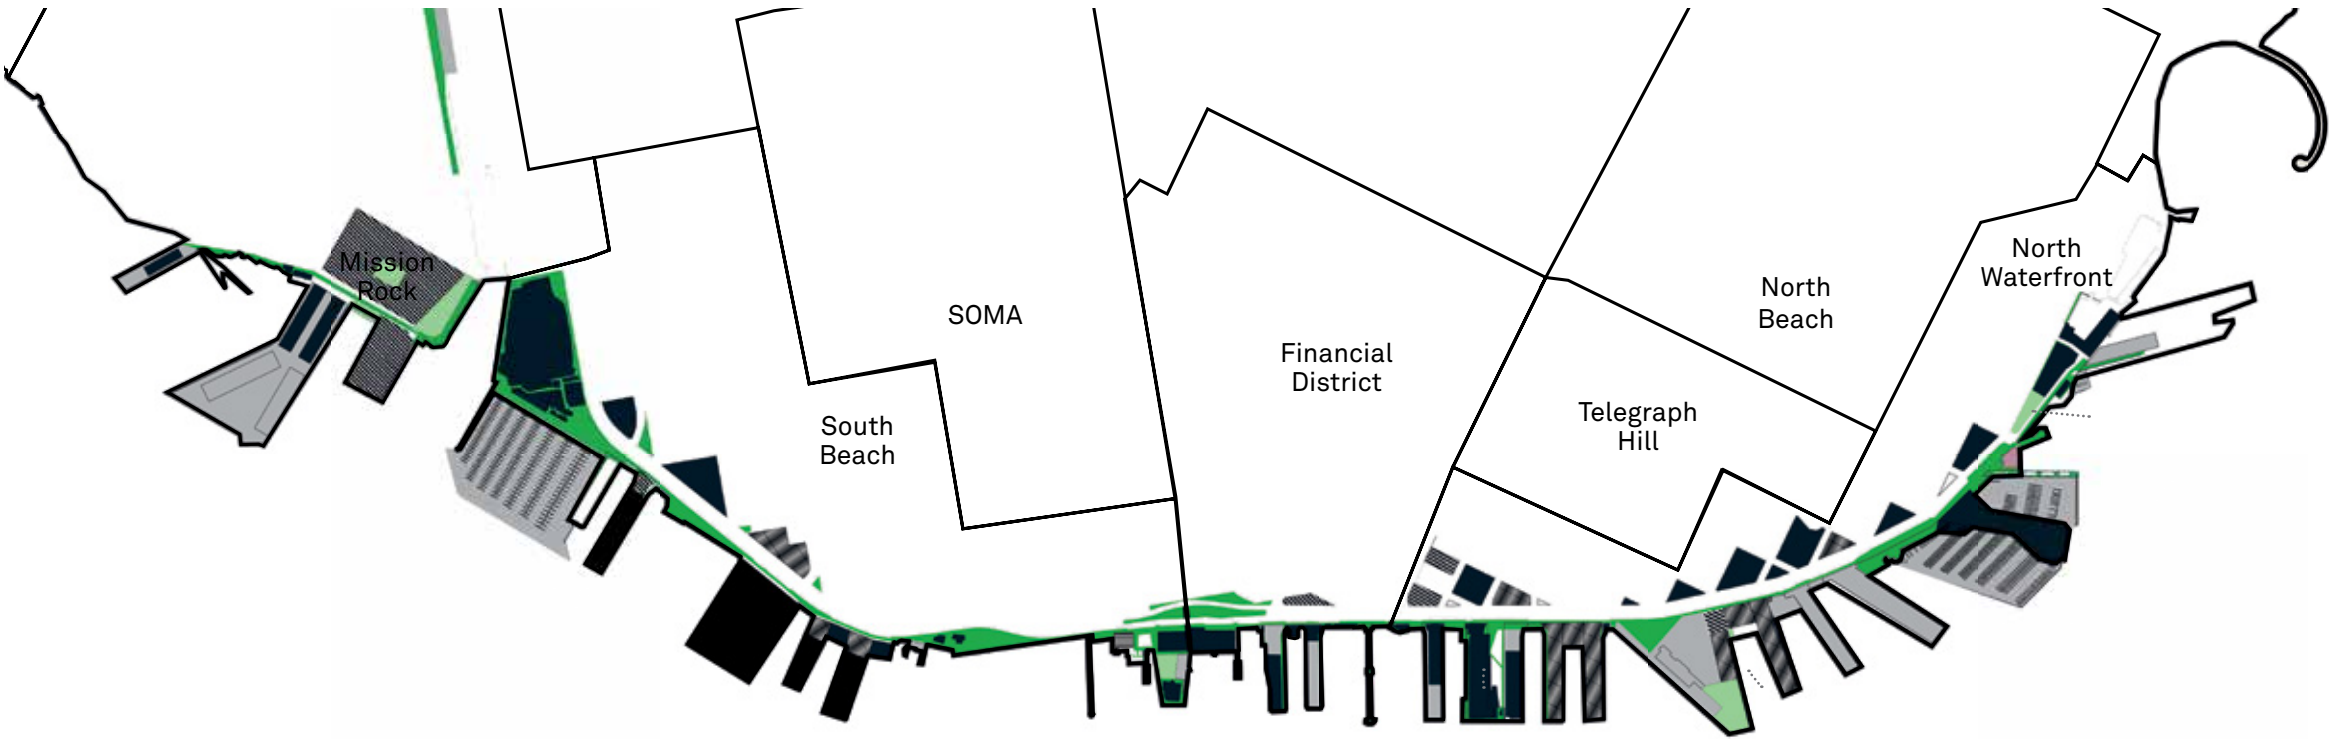 Mission
Rock
SOMA
South
Beach
Financial
District
Telegraph
Hill
North
Beach
North
Waterfront